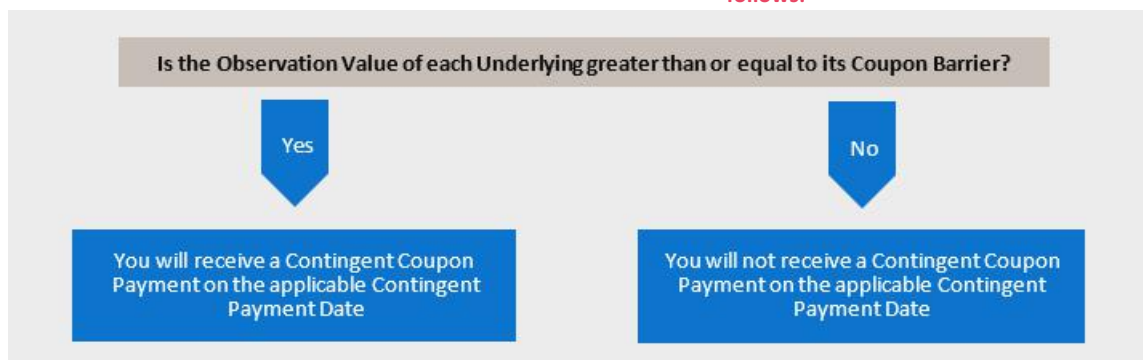 follows:
Is the Observation Value of each Underlying greater than or equal to its Coupon Barrier?
Yes
No
You will receive a Contingent Coupon
Payment on the applicable Contingent
Payment Date
You will not receive a Contingent Coupon
Payment on the applicable Contingent
Payment Date